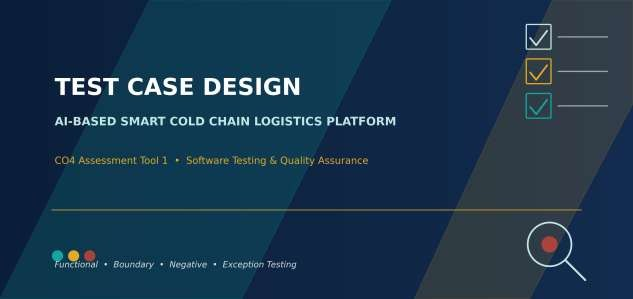 TEST CASE DESIGN
AI-BASED SMART COLD CHAIN LOGISTICS PLATFORM
CO4 Assessment Tool 1 • Software Testing & Quality Assurance
Functional • Boundary • Negative • Exception Testing